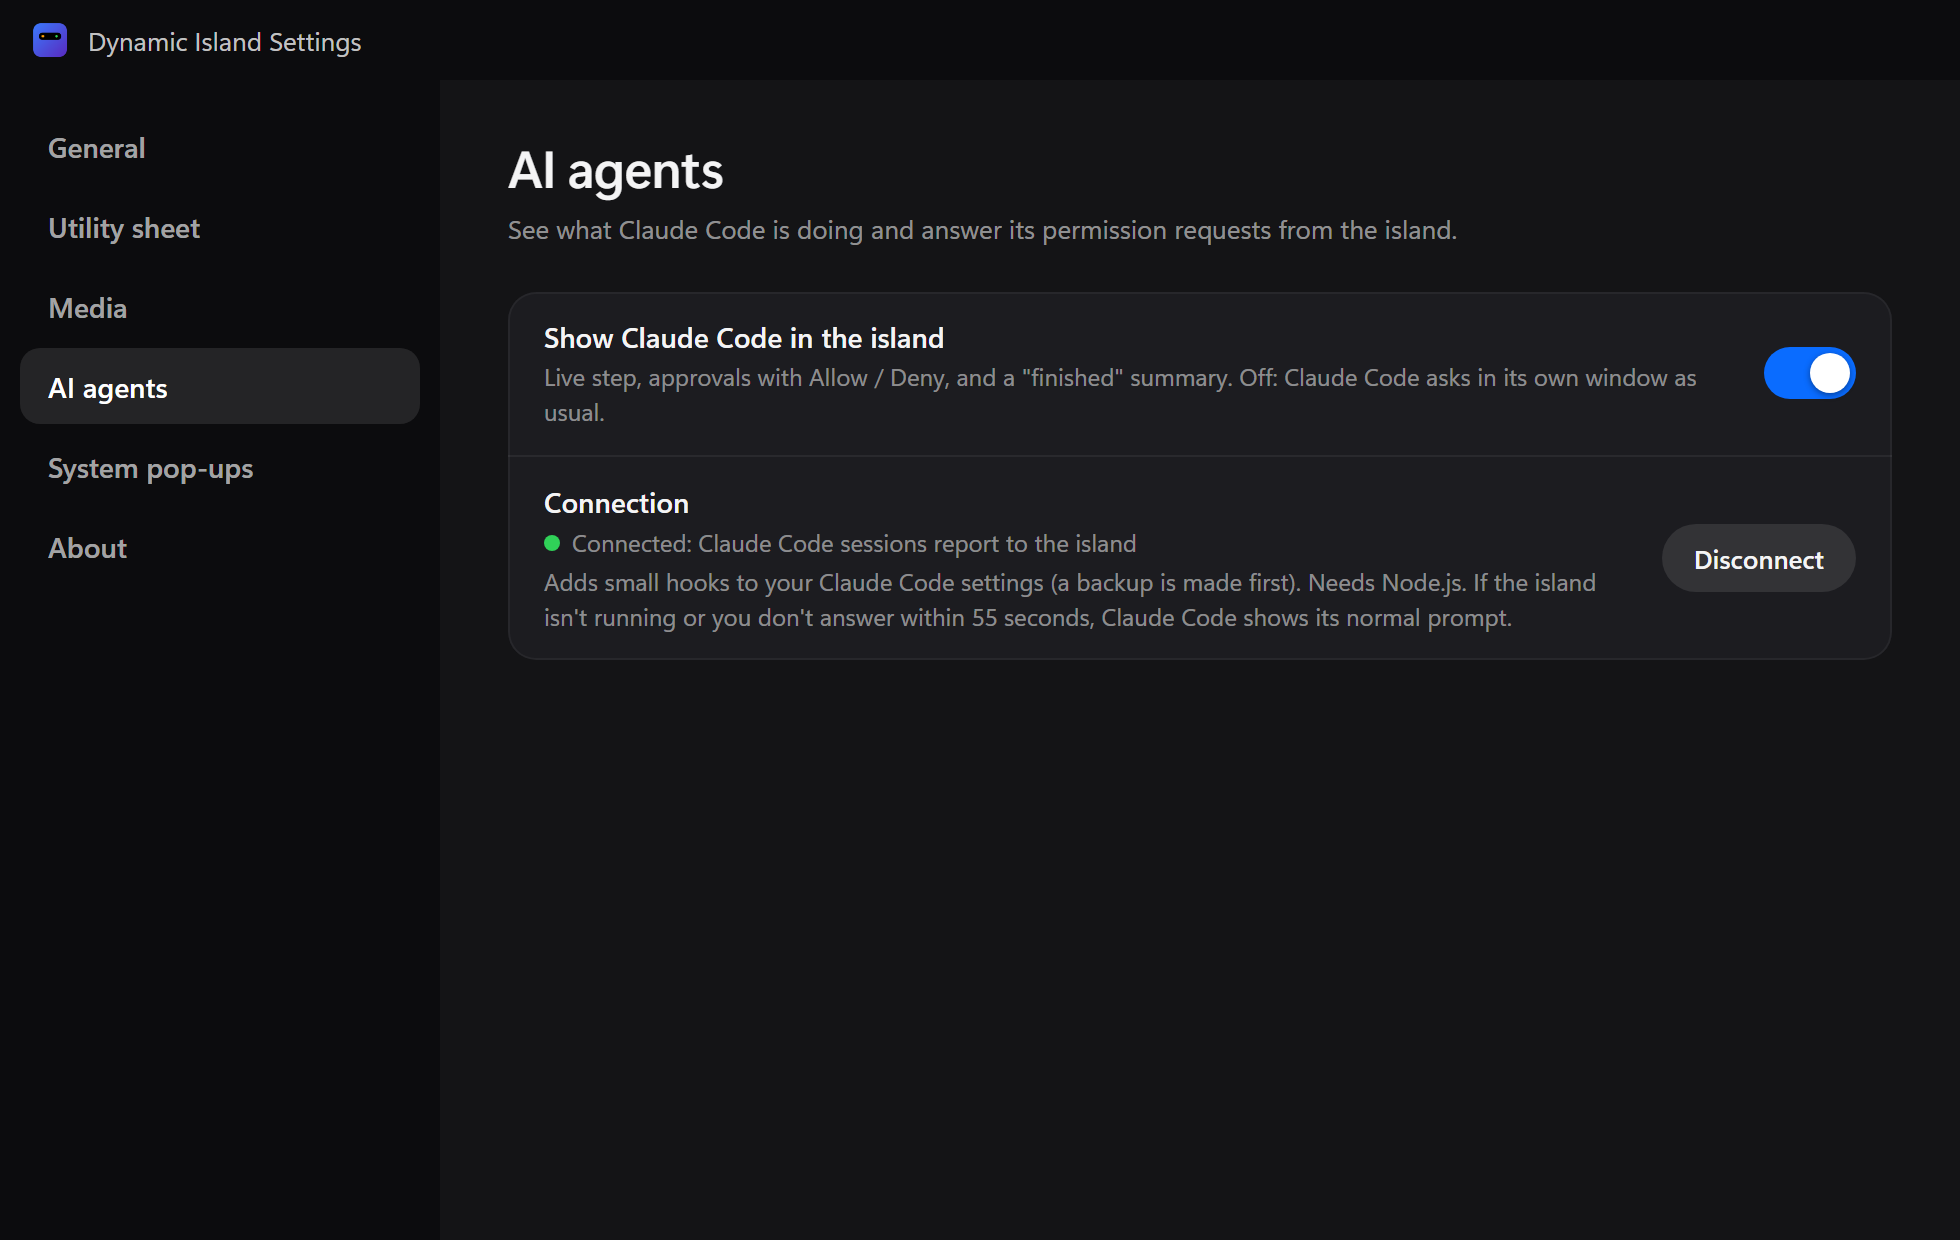 Dynamic Island Settings
General
Utility sheet
Media
AI agents
System pop-ups
About
AI agents
See what Claude Code is doing and answer its permission requests from the island.
Show Claude Code in the island
Live step, approvals with Allow / Deny, and a "finished" summary. Off: Claude Code asks in its own window as
usual.
Connection
Connected: Claude Code sessions report to the island
Adds small hooks to your Claude Code settings (a backup is made first). Needs Node.js. If the island
isn't running or you don't answer within 55 seconds, Claude Code shows its normal prompt.
Disconnect